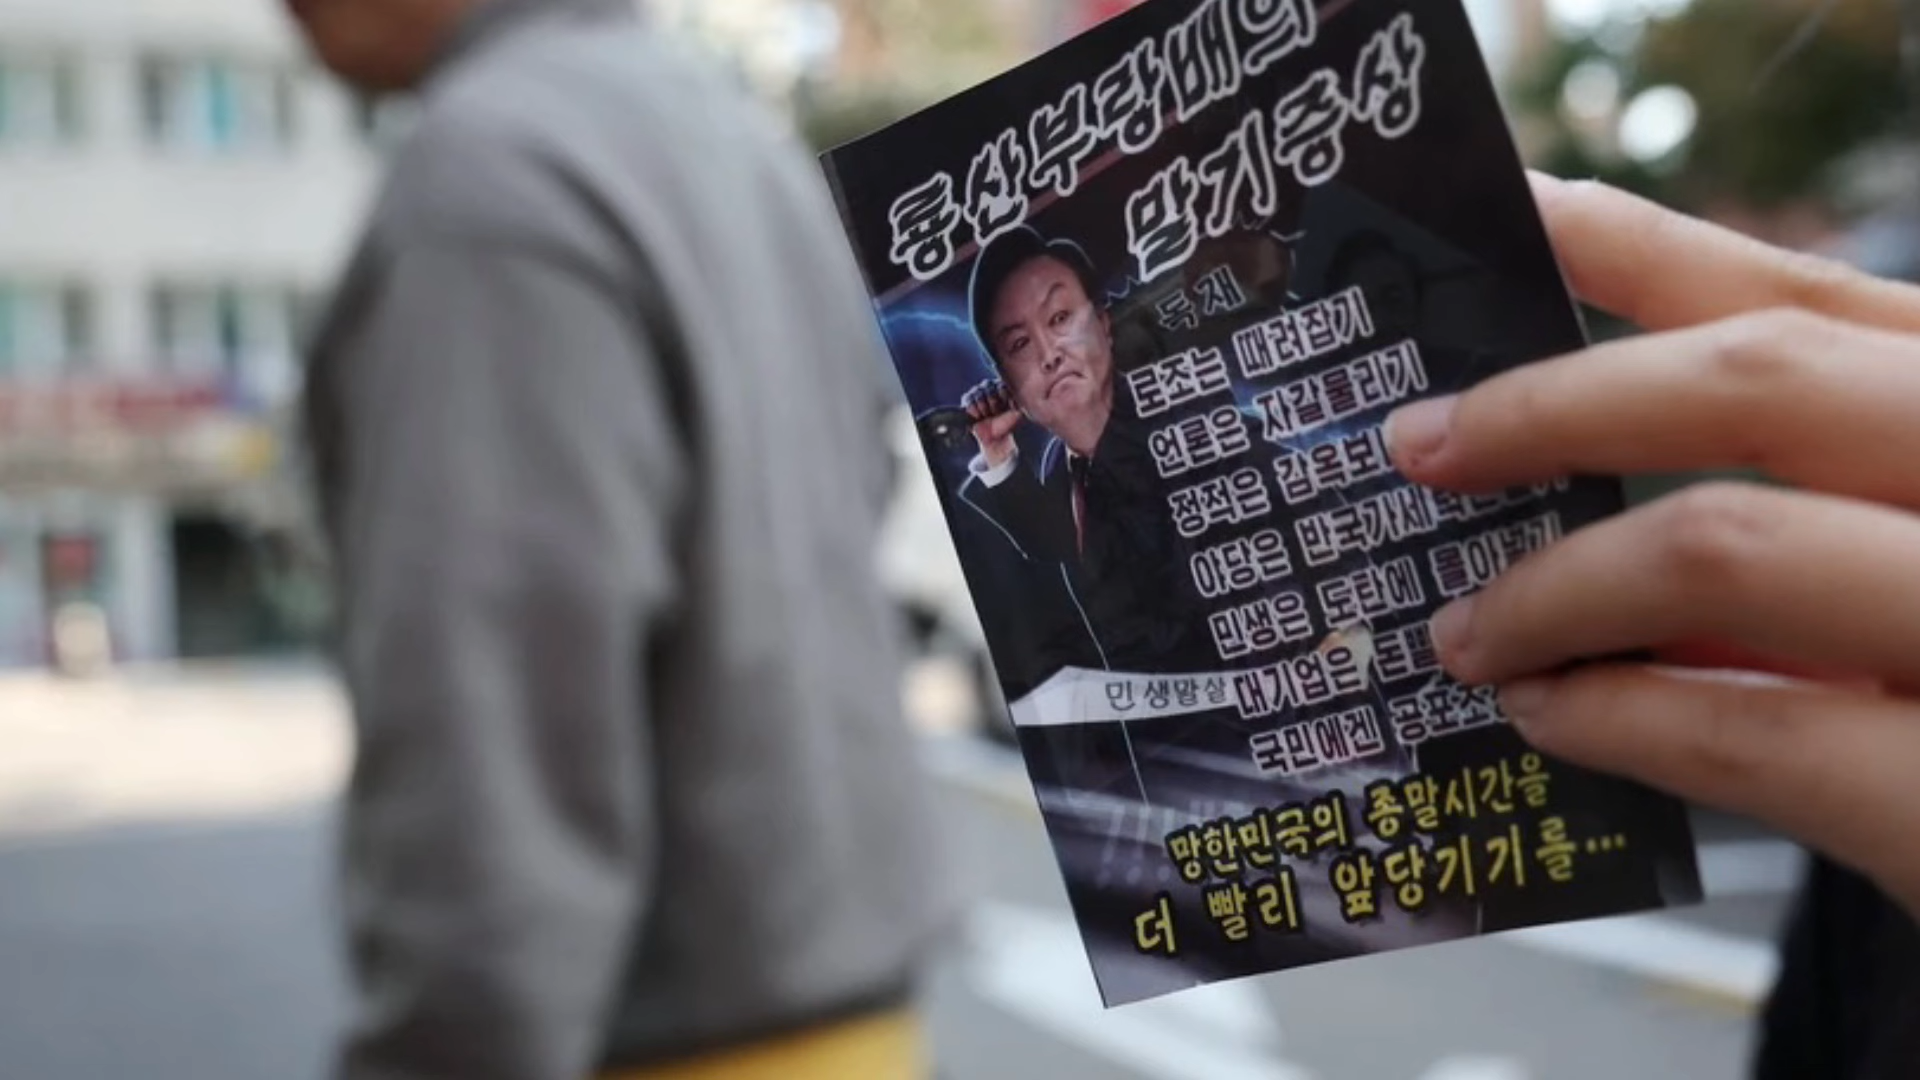 룡산부랑배의
말기증상
독재
로조는 때려잡기
언론은 자갈물리기
정적은 김옥보
야당은 반국가세
민생은 도탄에 몰아넣기
대기업은 돈
국민에겐 공포
민생말살
망한민국의 종말시간을
더 빨리 앞당기기를...